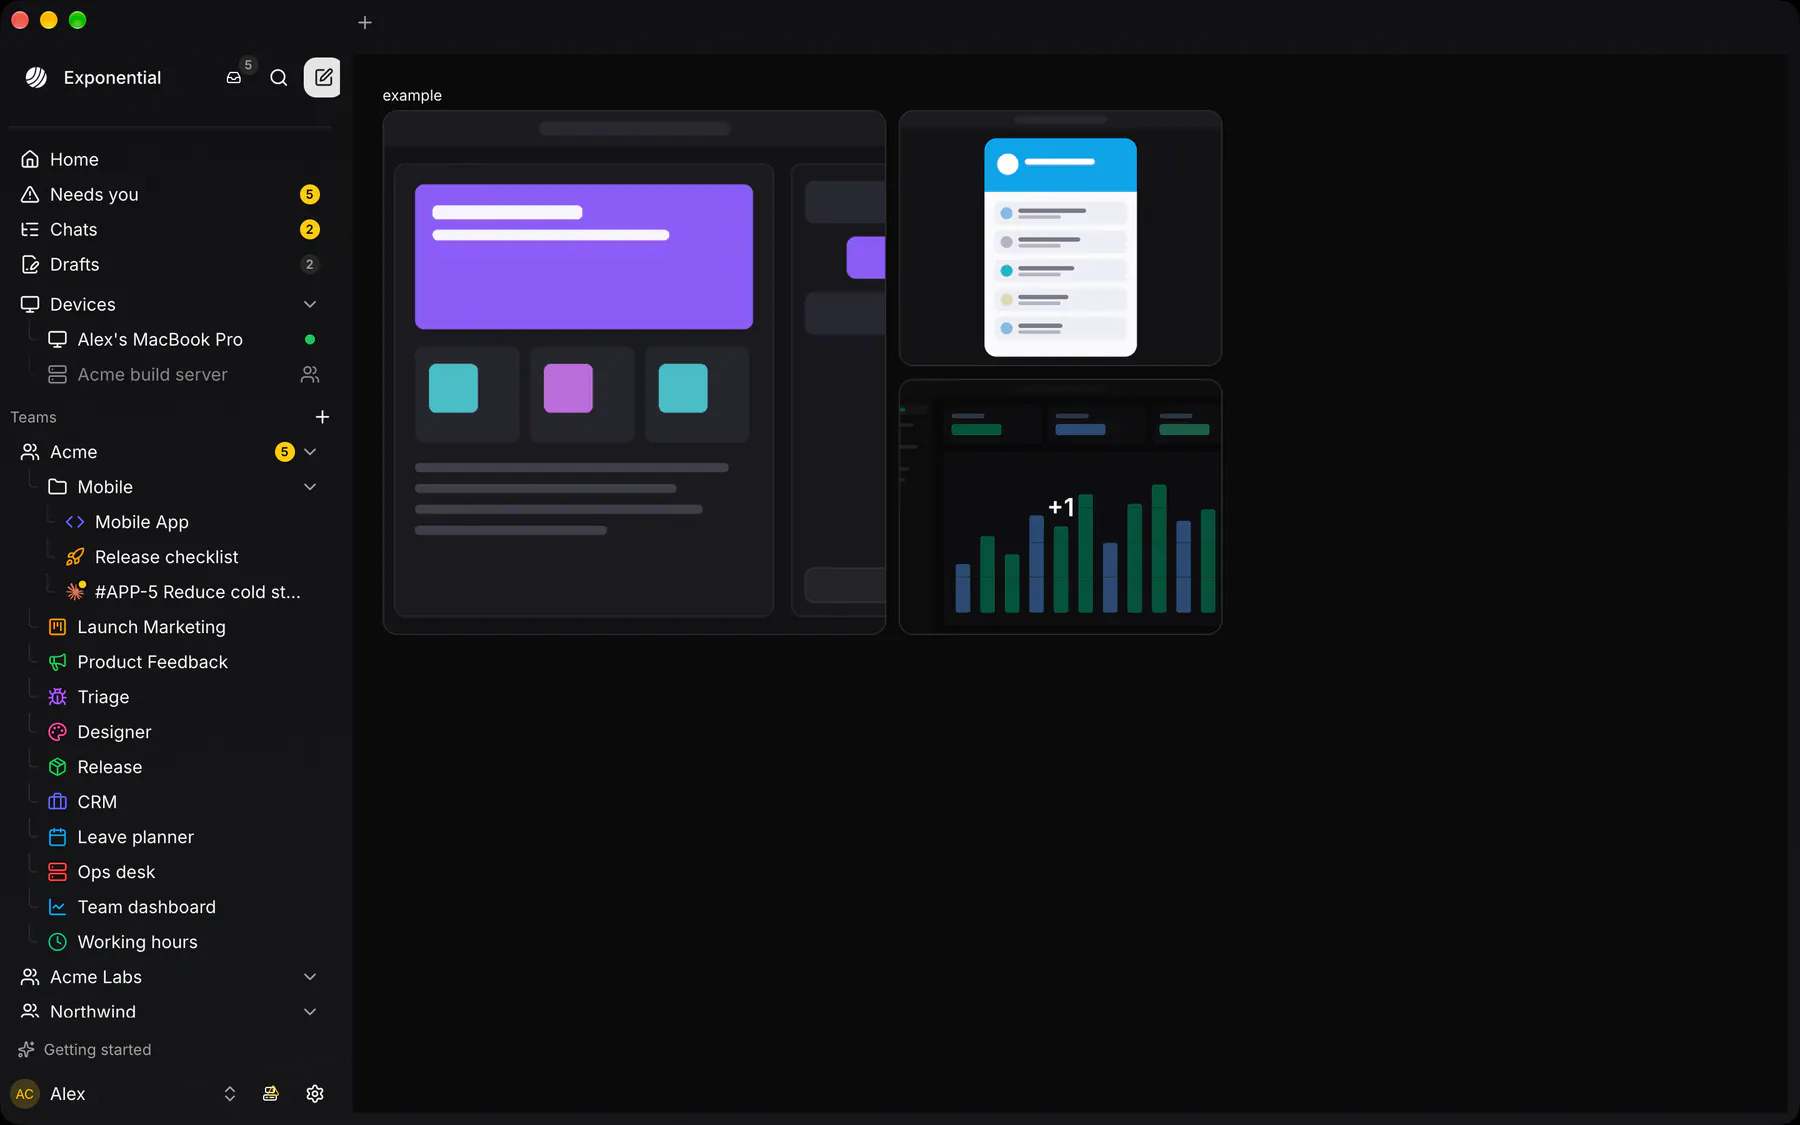 Exponential
5
Home
Needs you
5
Chats
2
Drafts
2
Devices
Alex's MacBook Pro
Acme build server
Teams
Acme
5
Mobile
Mobile App
Release checklist
#APP-5 Reduce cold st...
Launch Marketing
Product Feedback
Triage
Designer
Release
CRM
Leave planner
Ops desk
Team dashboard
Working hours
Acme Labs
Northwind
Getting started
AC
Alex
example
+1